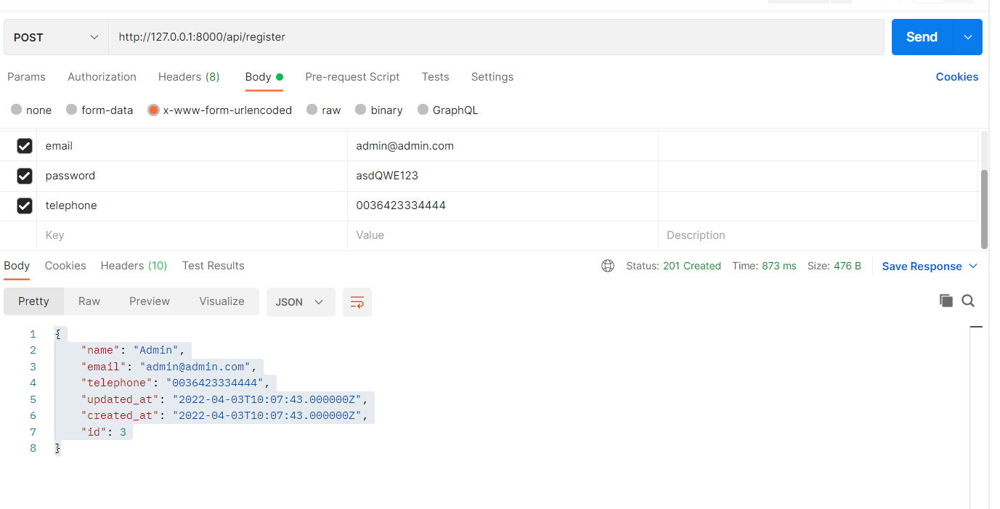 POST http://127.0.0.1:8000/api/register Send
Params Authorization Headers (8) Body Pre-request Script Tests Settings Cookies
none form-data x-www-form-urlencoded raw binary GraphQL
email admin@admin.com
password asdQWE123
telephone 0036423334444
Key Value Description
Body Cookies Headers (10) Test Results Status: 201 Created Time: 873 ms Size: 476 B Save Response
Pretty Raw Preview Visualize JSON
1 {
2 "name": "Admin",
3 "email": "admin@admin.com",
4 "telephone": "0036423334444",
5 "updated_at": "2022-04-03T10:07:43.000000Z",
6 "created_at": "2022-04-03T10:07:43.000000Z",
7 "id": 3
8 }